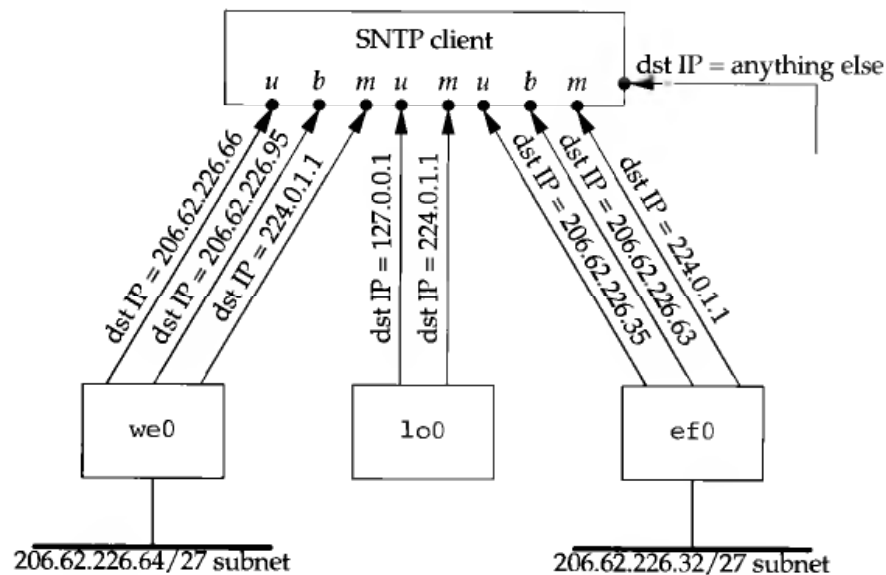 SNTP client
dst IP = anything else
u b m u m u b m
dst IP = 206.62.226.66
dst IP = 206.62.226.95
dst IP = 224.0.1.1
dst IP = 127.0.0.1
dst IP = 224.0.1.1
dst IP = 206.62.226.35
dst IP = 206.62.226.63
dst IP = 224.0.1.1
we0
lo0
ef0
206.62.226.64/27 subnet
206.62.226.32/27 subnet